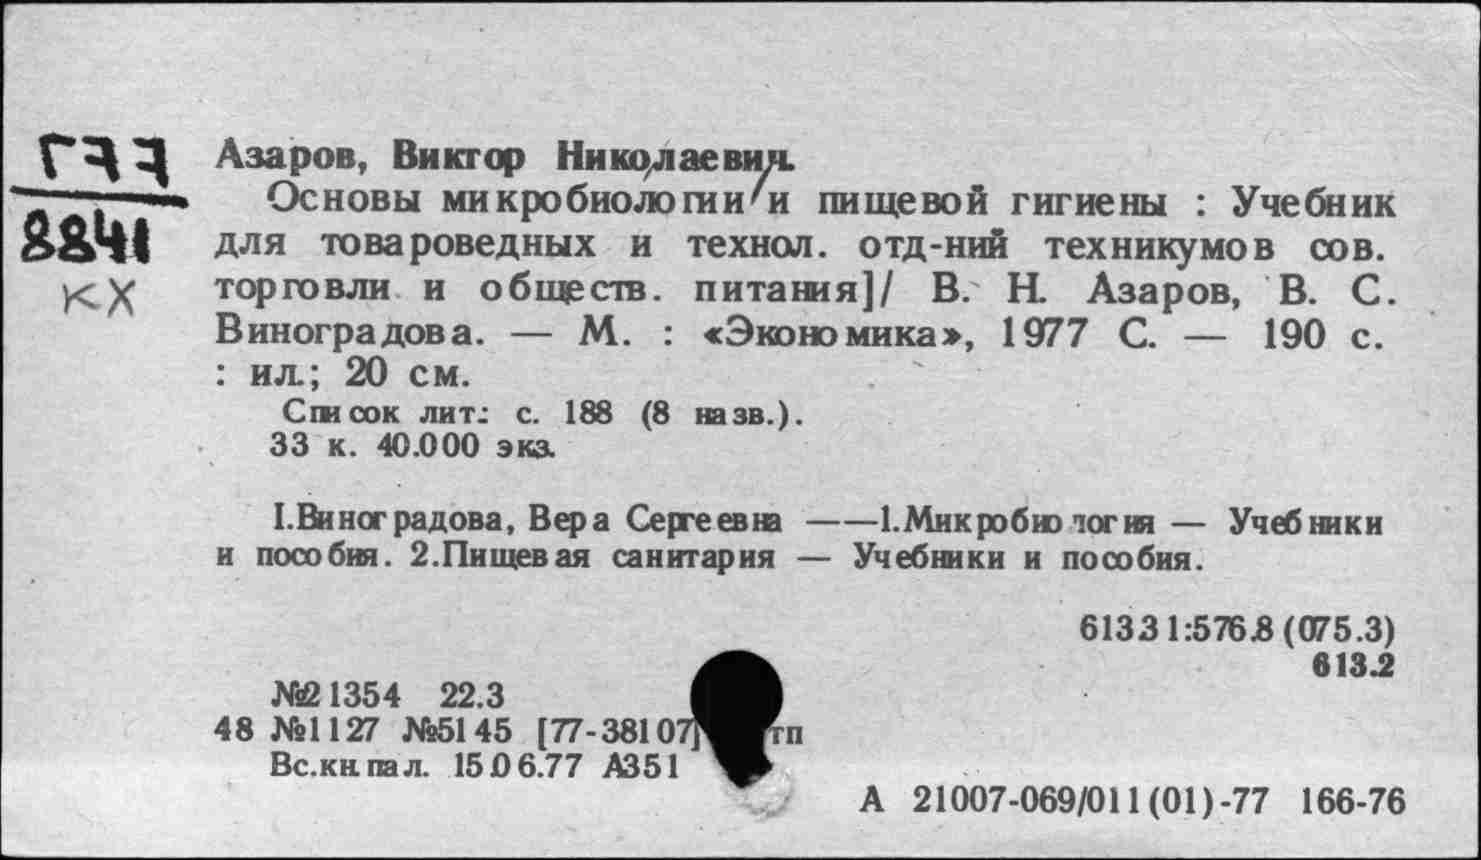 Г77
8841
КХ
Азаров, Виктор Николаевич.
Основы микробиологии и пищевой гигиены : Учебник
для товароведных и технол. отд-ний техникумов сов.
торговли и обществ. питания]/ В. Н. Азаров, В. С.
Виноградова. — М. : «Экономика», 1977 С. — 190 с.
: ил.; 20 см.
Список лит.: с. 188 (8 назв.).
33 к. 40.000 экз.
I.Виноградова, Вера Сергеевна ——1.Микробиология — Учебники
и пособия. 2.Пищевая санитария — Учебники и пособия.
613.31:576.8 (075.3)
613.2
№21354 22.3
48 №1127 №5145 [77-38107] тп
Вс.кн.пал. 15.06.77 А351
А 21007-069/011(01)-77 166-76